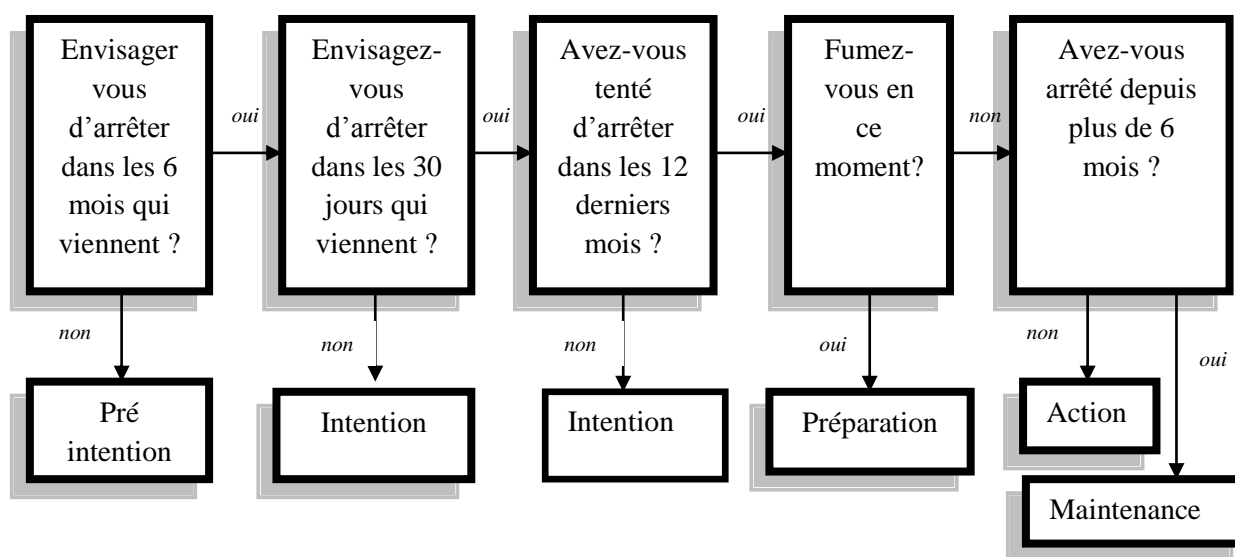 Envisager
vous
d'arrêter
dans les 6
mois qui
viennent ?
oui
Envisagez-
vous
d'arrêter
dans les 30
jours qui
viennent ?
oui
Avez-vous
tenté
d'arrêter
dans les 12
derniers
mois ?
oui
Fumez-
vous en
ce
moment?
non
Avez-vous
arrêté depuis
plus de 6
mois ?
non
non
non
oui
non
oui
Pré
intention
Intention
Intention
Préparation
Action
Maintenance